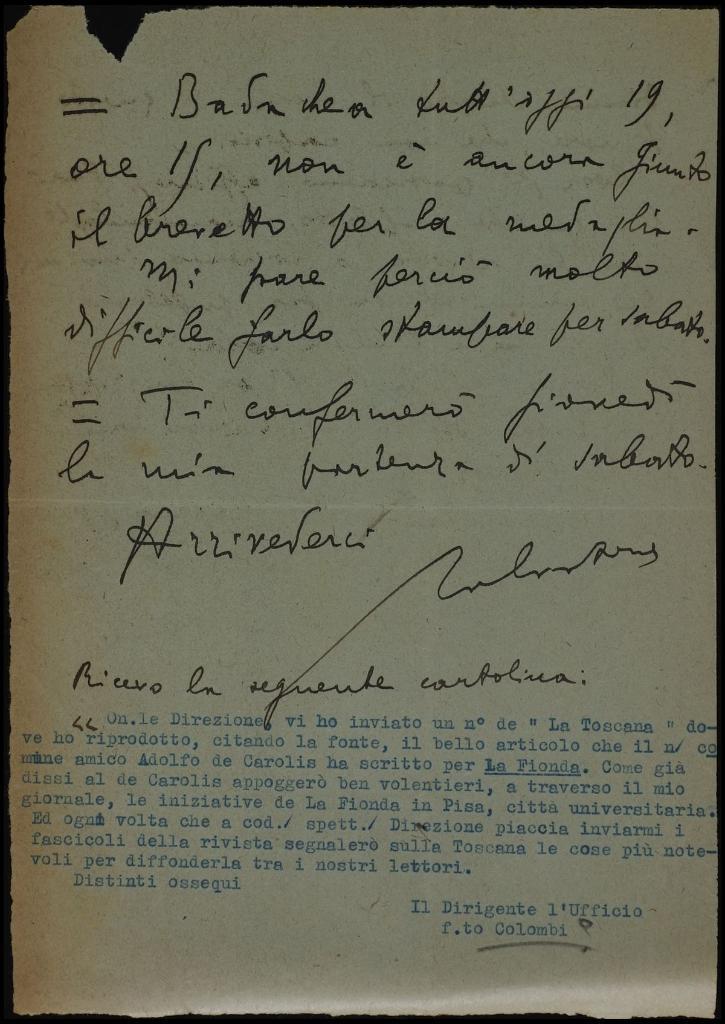 = Bada che a tutt'oggi 19,
ore 15, non è ancora giunto
il brevetto per la medaglia.
Mi pare perciò molto
difficile farlo stampare per sabato.
= Ti confermerò giovedì
la mia partenza di sabato.
Arrivederci
Ricevo la seguente cartolina:
" On.le Direzione, vi ho inviato un n° de " La Toscana " do-
ve ho riprodotto, citando la fonte, il bello articolo che il n/ co
mune amico Adolfo de Carolis ha scritto per La Fionda. Come già
dissi al de Carolis appoggerò ben volentieri, a traverso il mio
giornale, le iniziative de La Fionda in Pisa, città universitaria.
Ed ogni volta che a cod./ spett./ Direzione piaccia inviarmi i
fascicoli della rivista segnalerò sulla Toscana le cose più note-
voli per diffonderla tra i nostri lettori.
Distinti ossequi
Il Dirigente l'Ufficio
f.to Colombi